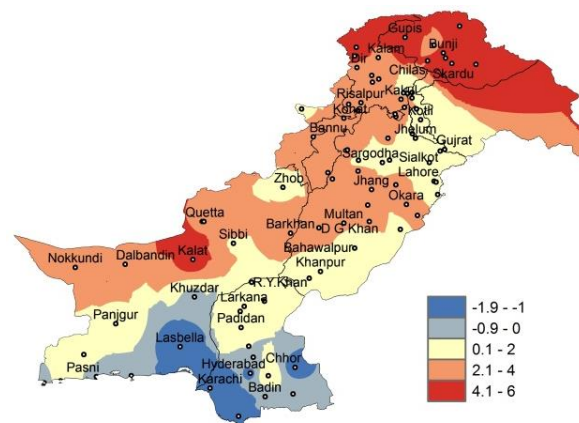 Gupis
Kalam
Bunji
Dir
Chilas
Skardu
Risalpur
Kakul
Kohat
Kotli
Bannu
Jhelum
Gujrat
Sargodha
Sialkot
Zhob
Lahore
Jhang
Okara
Quetta
Multan
Sibbi
Barkhan
D G Khan
Kalat
Bahawalpur
Nokkundi
Dalbandin
Khanpur
R.Y.Khan
Khuzdar
Larkana
Panjgur
Padidan
Lasbella
Pasni
Hyderabad
Chhor
Karachi
Badin
-1.9 - -1
-0.9 - 0
0.1 - 2
2.1 - 4
4.1 - 6